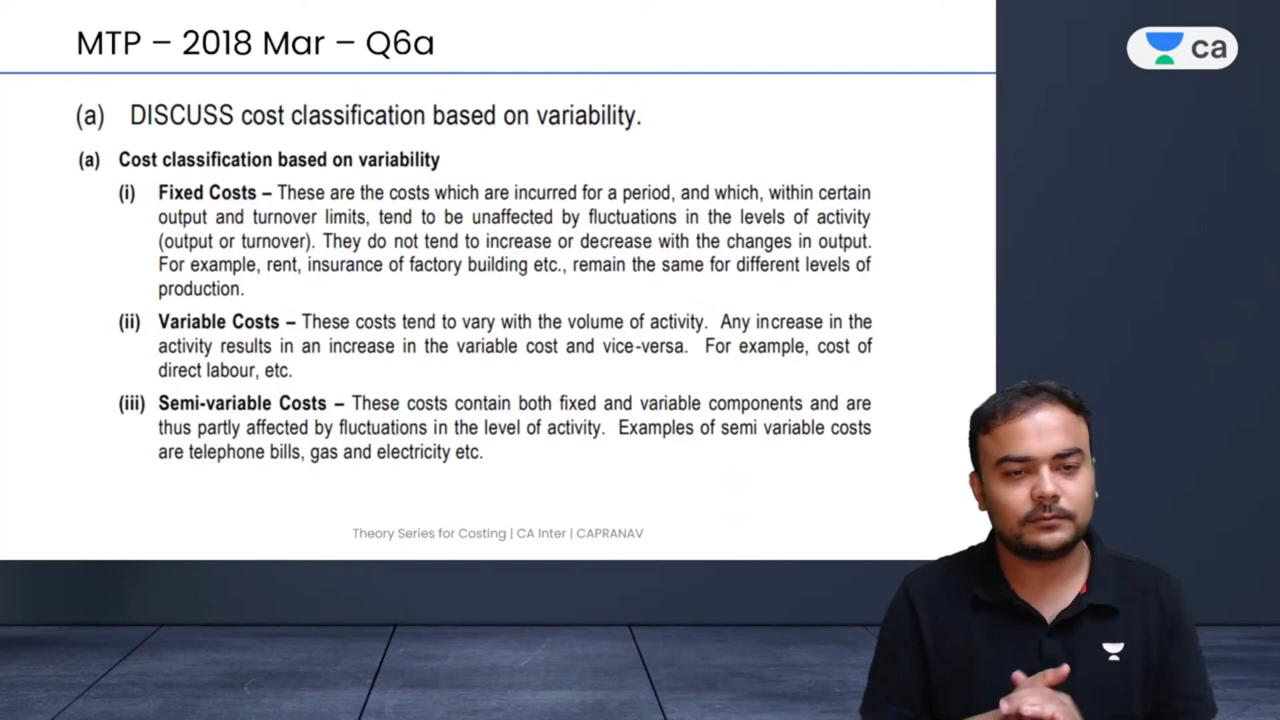 MTP – 2018 Mar – Q6a
ca
(a) DISCUSS cost classification based on variability.
(a) Cost classification based on variability
(i) Fixed Costs – These are the costs which are incurred for a period, and which, within certain
output and turnover limits, tend to be unaffected by fluctuations in the levels of activity
(output or turnover). They do not tend to increase or decrease with the changes in output.
For example, rent, insurance of factory building etc., remain the same for different levels of
production.
(ii) Variable Costs – These costs tend to vary with the volume of activity. Any increase in the
activity results in an increase in the variable cost and vice-versa. For example, cost of
direct labour, etc.
(iii) Semi-variable Costs – These costs contain both fixed and variable components and are
thus partly affected by fluctuations in the level of activity. Examples of semi variable costs
are telephone bills, gas and electricity etc.
Theory Series for Costing | CA Inter | CAPRANAV